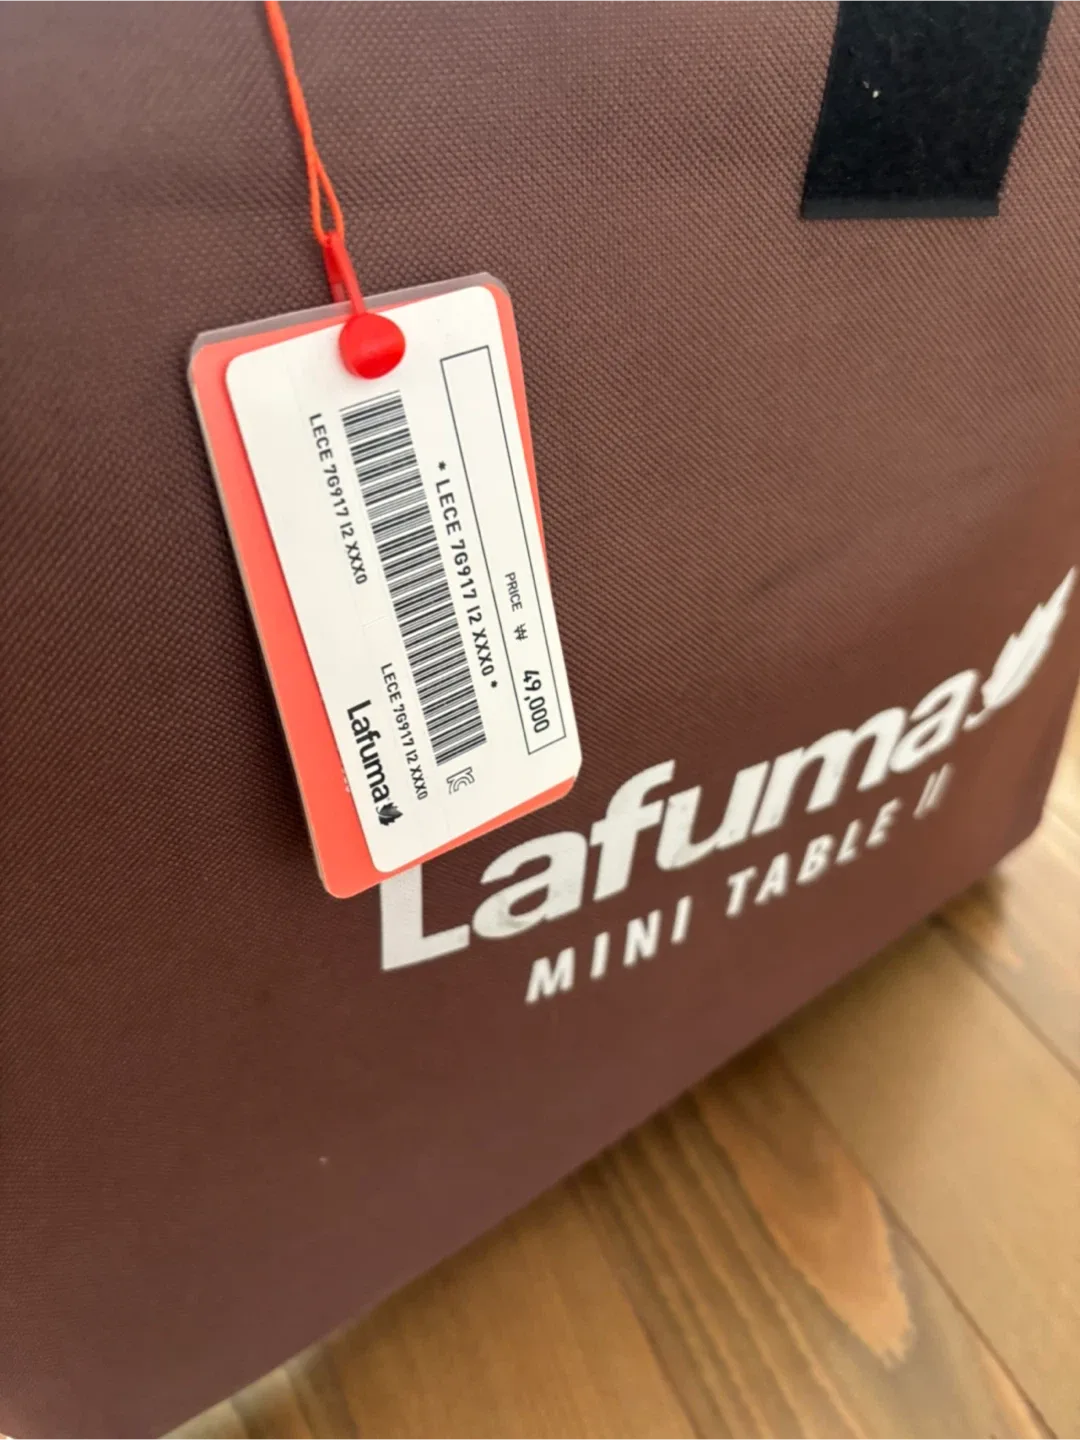 PRICE ₩ 49,000
* LECE 7G917 I2 XXX0 *
LECE 7G917 I2 XXX0
LECE 7G917 I2 XXX0
Lafuma
Lafuma
MINI TABLE II